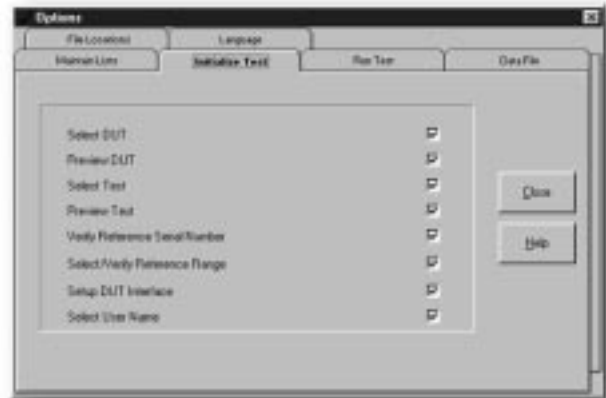 Options
File Locations Language
Maintain Lists Initialize Test Run Test Data File
Select DUT
Preview DUT
Select Test
Preview Test
Verify Reference Serial Number
Select/Verify Reference Range
Setup DUT Interface
Select User Name
Close
Help